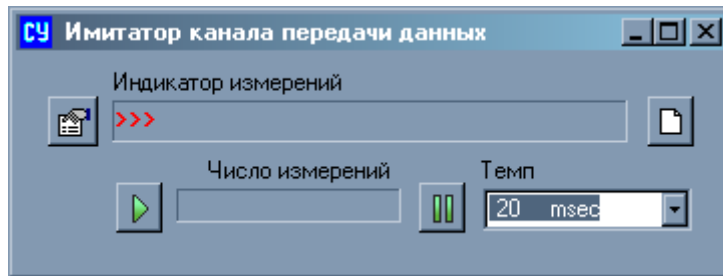 СУ Имитатор канала передачи данных
Индикатор измерений
>>>
Число измерений Темп
20 msec